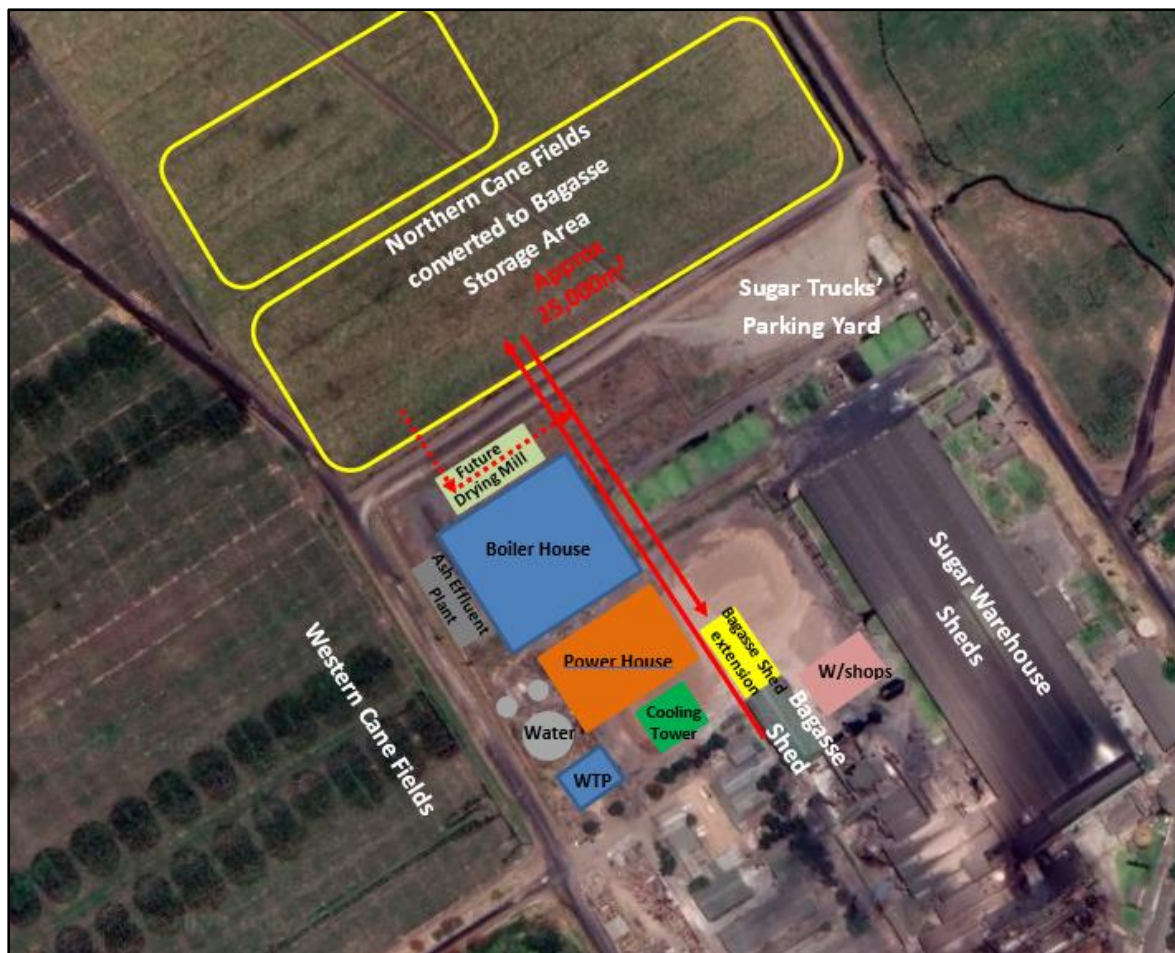 Northern Cane Fields
converted to Bagasse
Storage Area
Approx
25,000m²
Sugar Trucks'
Parking Yard
Future
Drying Mill
Boiler House
Ash Effluent
Plant
Power House
Bagasse Shed
extension
Bagasse
Shed
W/shops
Sugar Warehouse
Sheds
Cooling
Tower
Water
WTP
Western Cane Fields